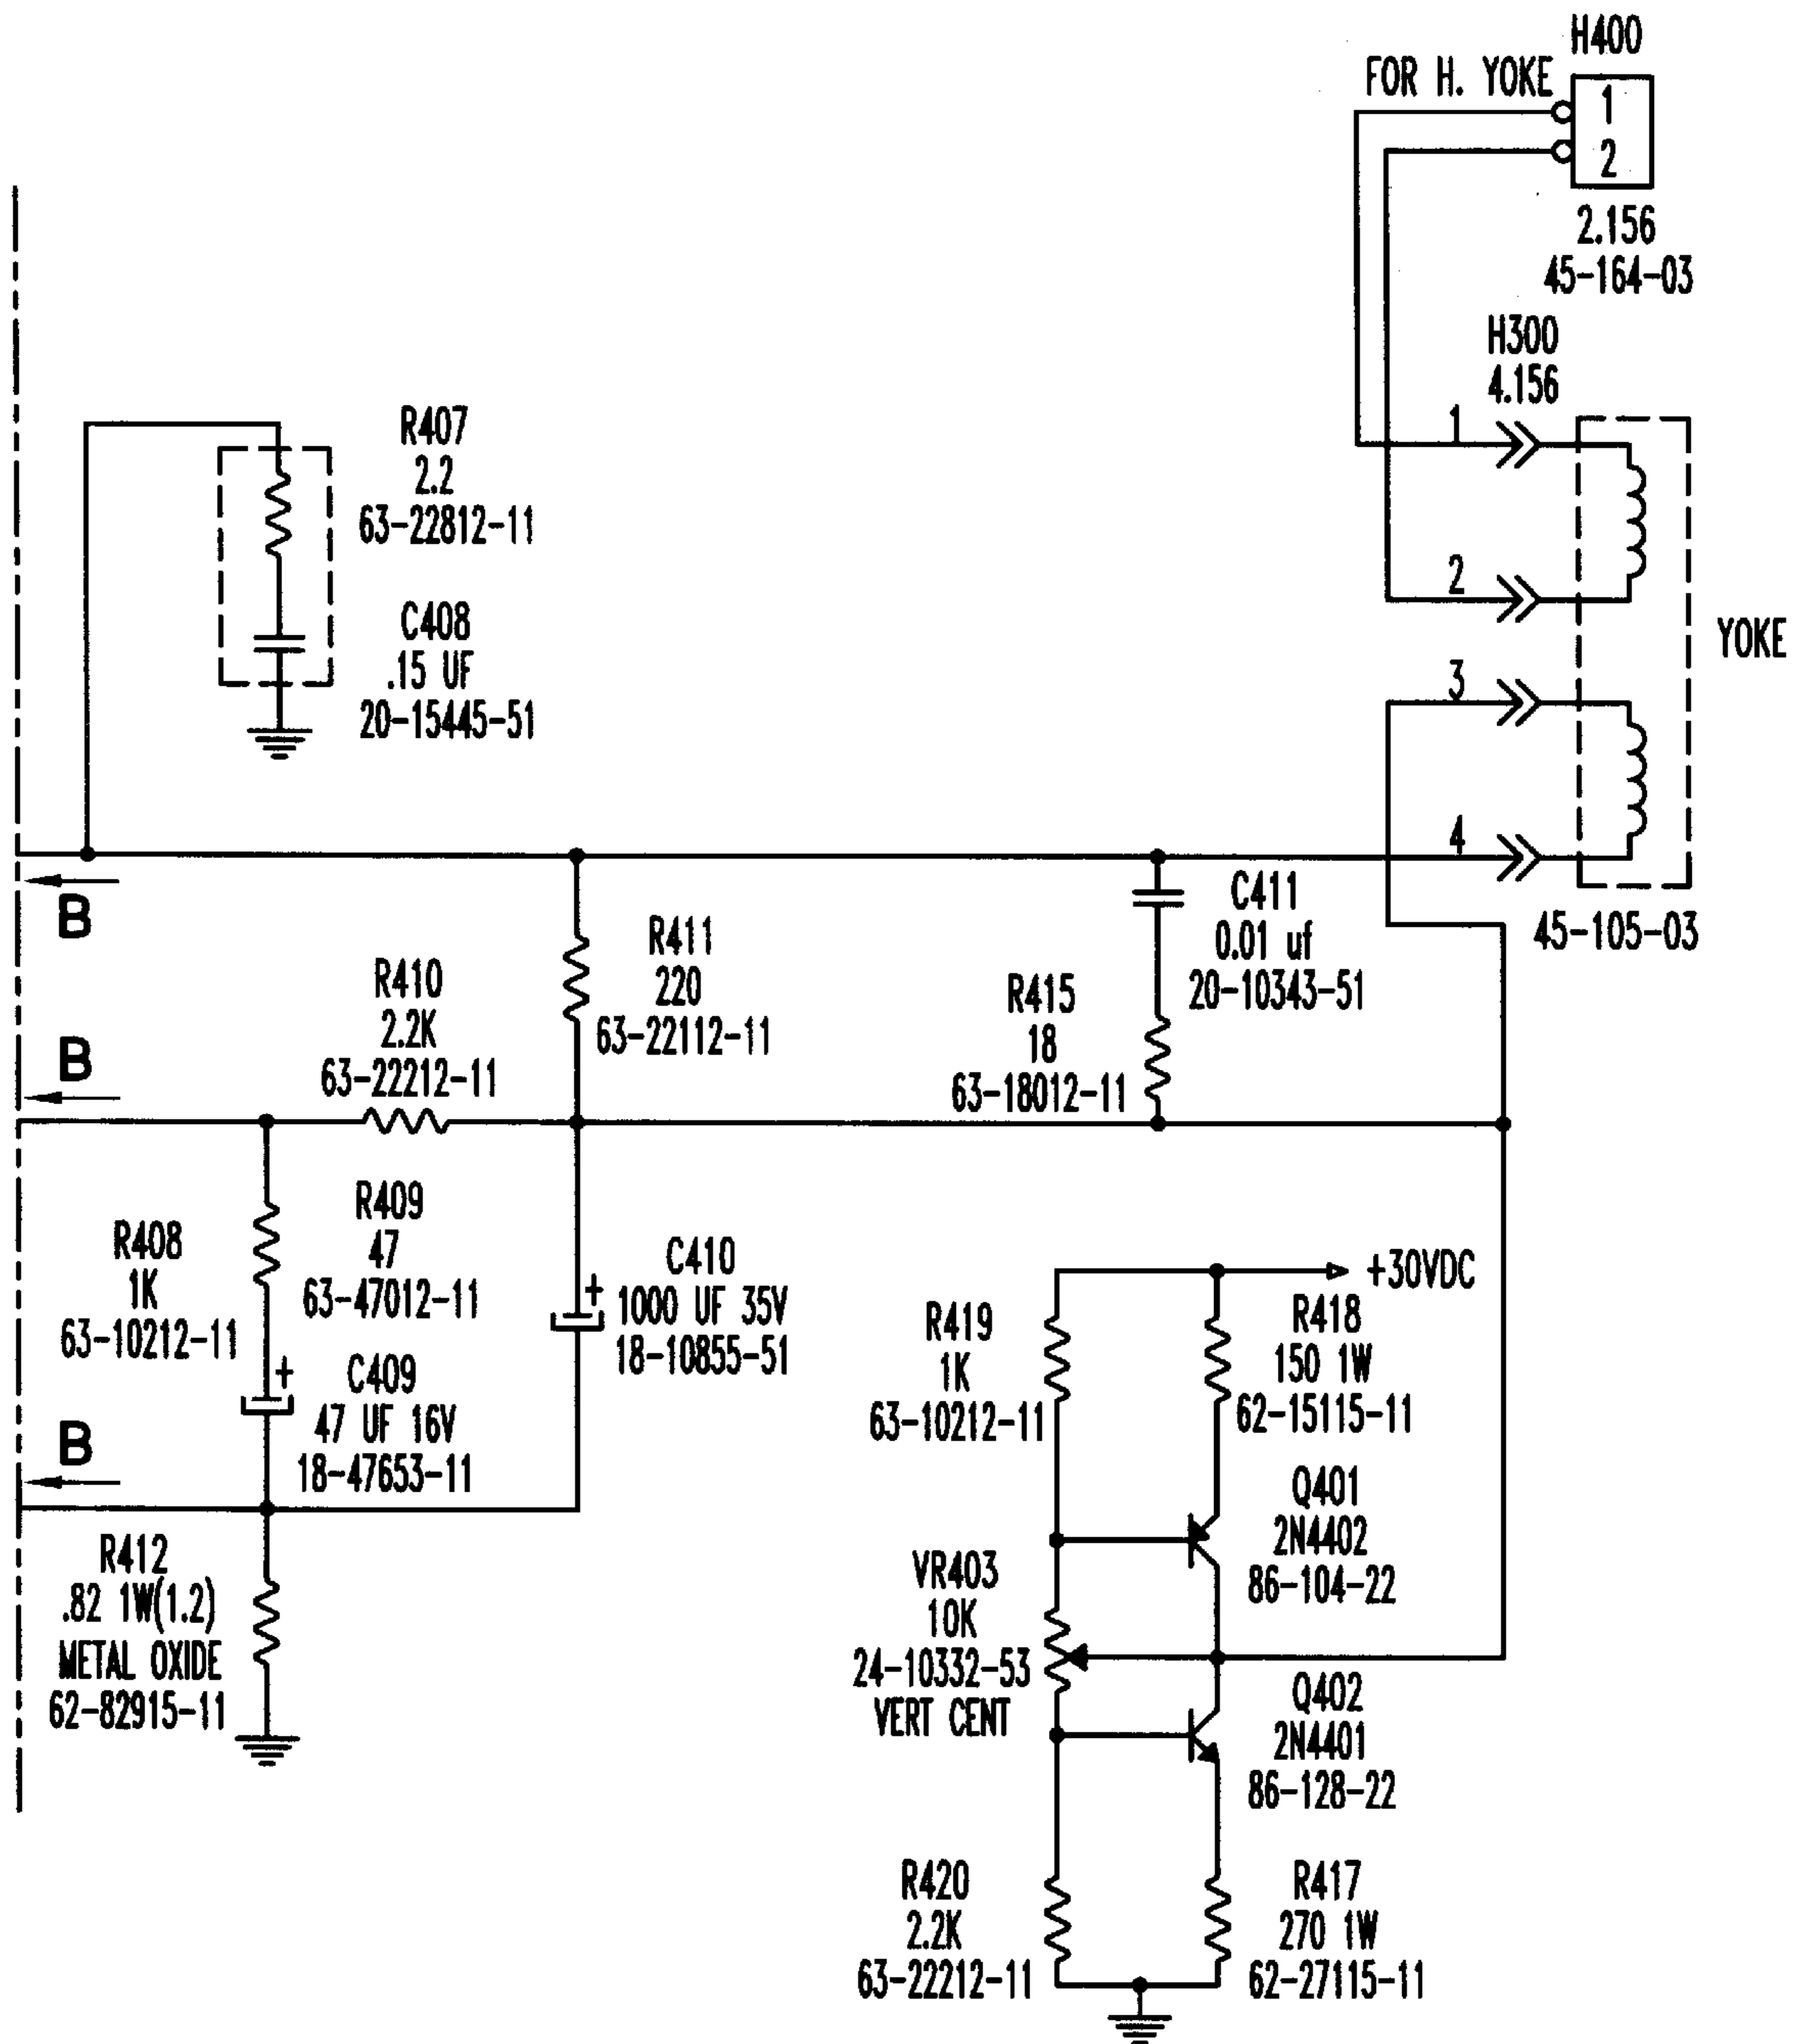 H400
FOR H. YOKE
1
2
2.156
45-164-03
H300
4.156
1
2
3
4
YOKE
45-105-03
R407
2.2
63-22812-11
C408
.15 UF
20-15445-51
B
R411
220
63-22112-11
C411
0.01 uf
20-10343-51
R410
2.2K
63-22212-11
R415
18
63-18012-11
B
R408
1K
63-10212-11
R409
47
63-47012-11
+
C409
47 UF 16V
18-47653-11
+
C410
1000 UF 35V
18-10855-51
B
R412
.82 1W(1.2)
METAL OXIDE
62-82915-11
+30VDC
R419
1K
63-10212-11
R418
150 1W
62-15115-11
Q401
2N4402
86-104-22
VR403
10K
24-10332-53
VERT CENT
Q402
2N4401
86-128-22
R420
2.2K
63-22212-11
R417
270 1W
62-27115-11